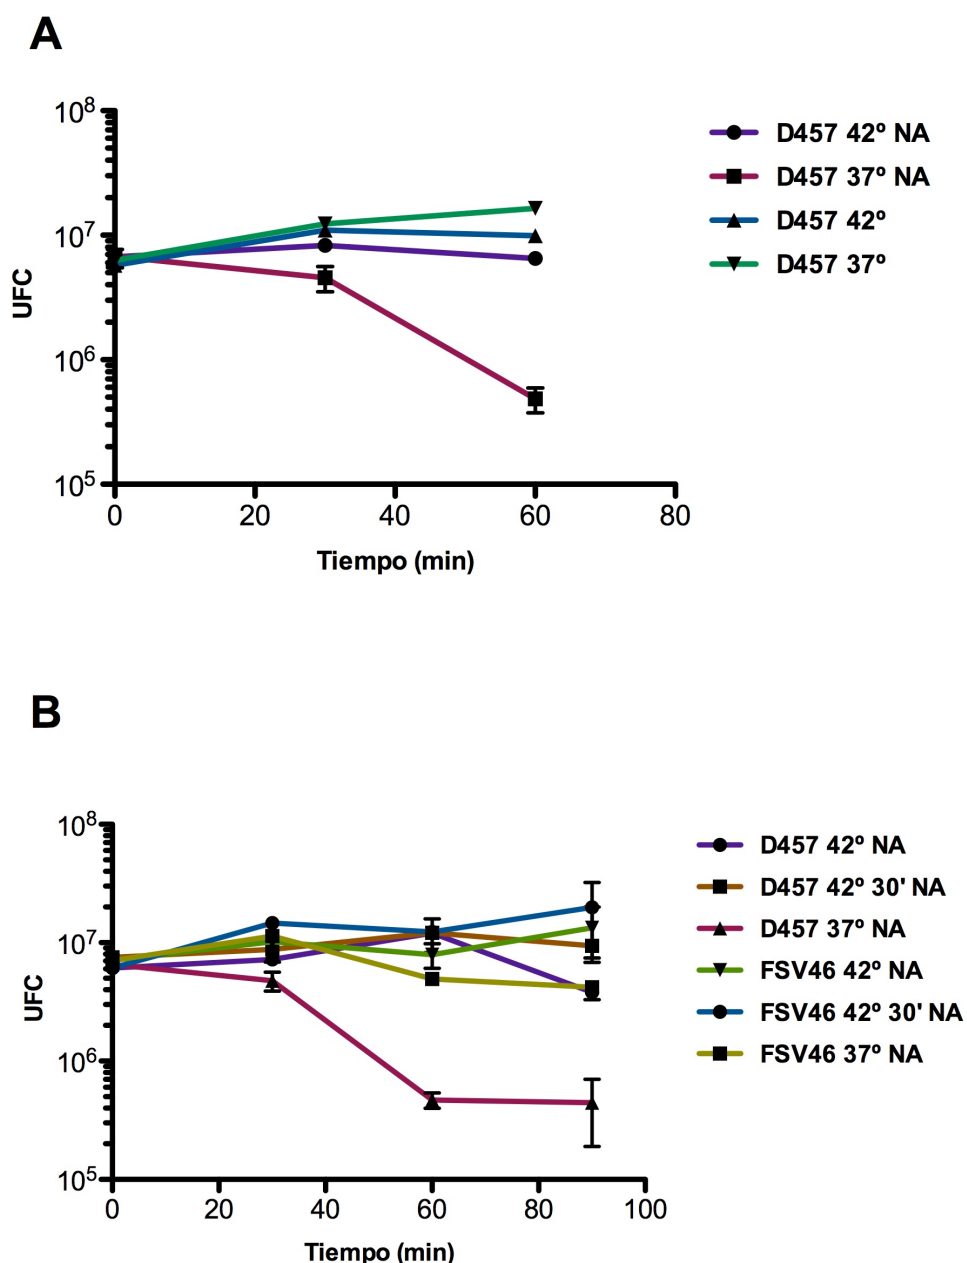 A
10⁸
10⁷
10⁶
10⁵
UFC
0 20 40 60 80
Tiempo (min)
D457 42º NA
D457 37º NA
D457 42º
D457 37º
B
10⁸
10⁷
10⁶
10⁵
UFC
0 20 40 60 80 100
Tiempo (min)
D457 42º NA
D457 42º 30' NA
D457 37º NA
FSV46 42º NA
FSV46 42º 30' NA
FSV46 37º NA